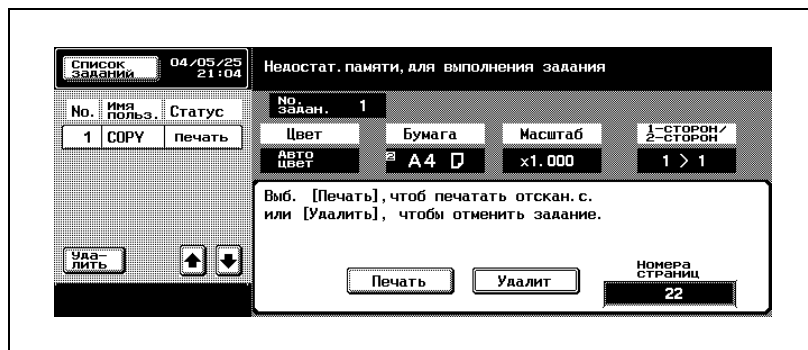 Список
заданий
04/05/25
21:04
Недостат.памяти,для выполнения задания
No. Имя
польз. Статус
1 COPY Печать
No.
задан. 1
Цвет Бумага Масштаб 1-СТОРОН/
2-СТОРОН
Авто
цвет
2 A4 x1.000 1 > 1
Выб. [Печать],чтоб печатать отскан.с.
или [Удалить], чтобы отменить задание.
Уда-
лить
Печать Удалит
Номера
страниц
22